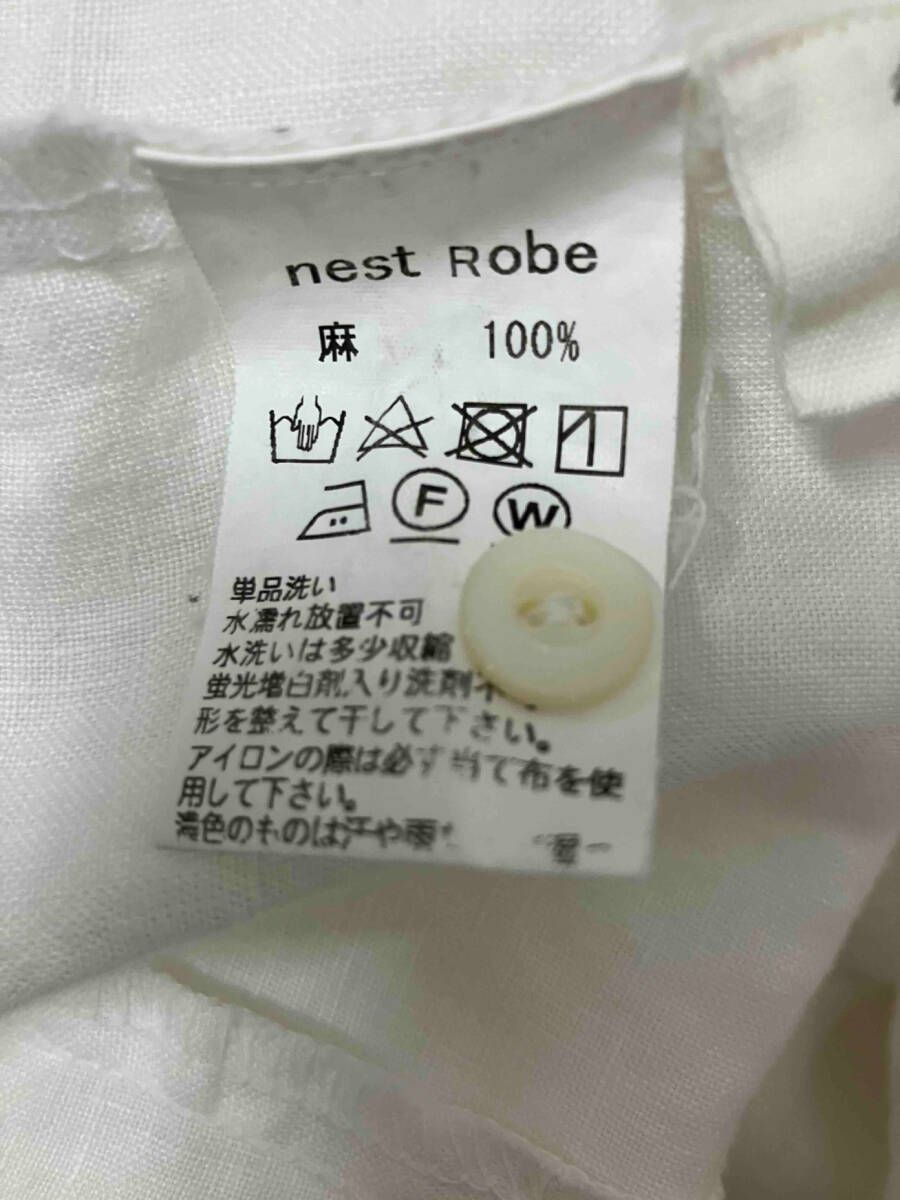 nest Robe
麻 100%
F W
単品洗い
水濡れ放置不可
水洗いは多少収縮
蛍光増白剤入り洗剤
形を整えて干して下さい。
アイロンの際は必ず当て布を使
用して下さい。
濃色のものは汗や雨